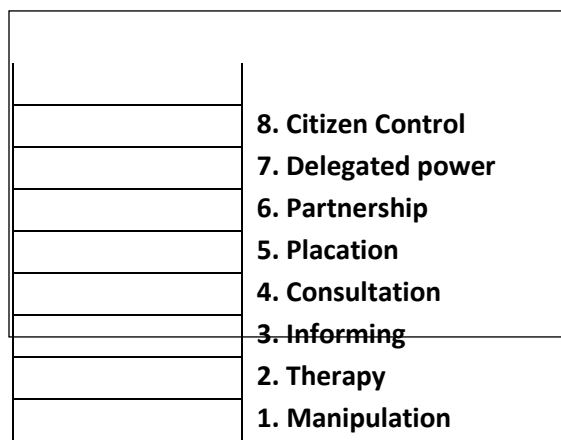 8. Citizen Control
7. Delegated power
6. Partnership
5. Placation
4. Consultation
3. Informing
2. Therapy
1. Manipulation